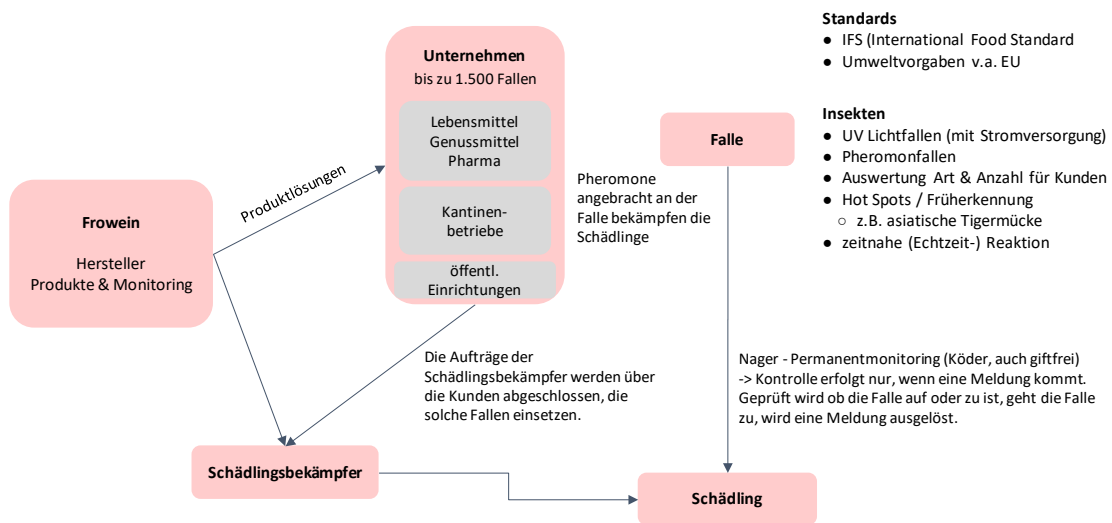 Frowein
Hersteller
Produkte & Monitoring
Produktlösungen
Unternehmen
bis zu 1.500 Fallen
Lebensmittel
Genussmittel
Pharma
Kantinen-
betriebe
öffentl.
Einrichtungen
Pheromone
angebracht an der
Falle bekämpfen die
Schädlinge
Falle
Standards
● IFS (International Food Standard
● Umweltvorgaben v.a. EU
Insekten
● UV Lichtfallen (mit Stromversorgung)
● Pheromonfallen
● Auswertung Art & Anzahl für Kunden
● Hot Spots / Früherkennung
○ z.B. asiatische Tigermücke
● zeitnahe (Echtzeit-) Reaktion
Die Aufträge der
Schädlingsbekämpfer werden über
die Kunden abgeschlossen, die
solche Fallen einsetzen.
Nager - Permanentmonitoring (Köder, auch giftfrei)
-> Kontrolle erfolgt nur, wenn eine Meldung kommt.
Geprüft wird ob die Falle auf oder zu ist, geht die Falle
zu, wird eine Meldung ausgelöst.
Schädlingsbekämpfer
Schädling